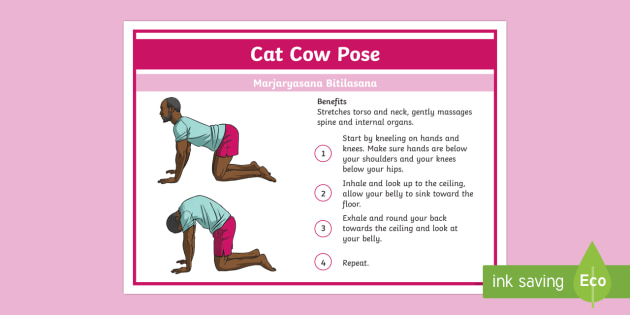 Cat Cow Pose
Marjaryasana Bitilasana
Benefits
Stretches torso and neck, gently massages
spine and internal organs.
1
Start by kneeling on hands and
knees. Make sure hands are below
your shoulders and your knees
below your hips.
2
Inhale and look up to the ceiling,
allow your belly to sink toward the
floor.
3
Exhale and round your back
towards the ceiling and look at
your belly.
4 Repeat.
ink saving Eco